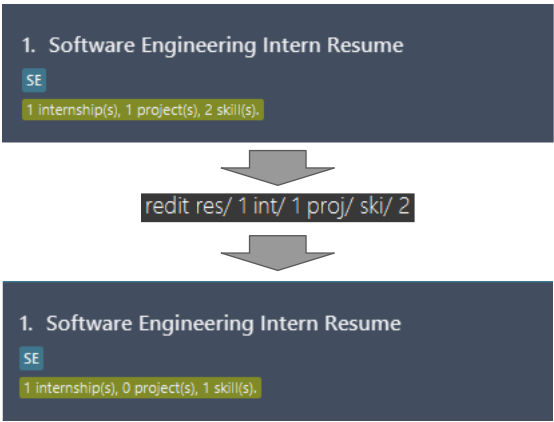 1. Software Engineering Intern Resume
SE
1 internship(s), 1 project(s), 2 skill(s).
redit res/ 1 int/ 1 proj/ ski/ 2
1. Software Engineering Intern Resume
SE
1 internship(s), 0 project(s), 1 skill(s).